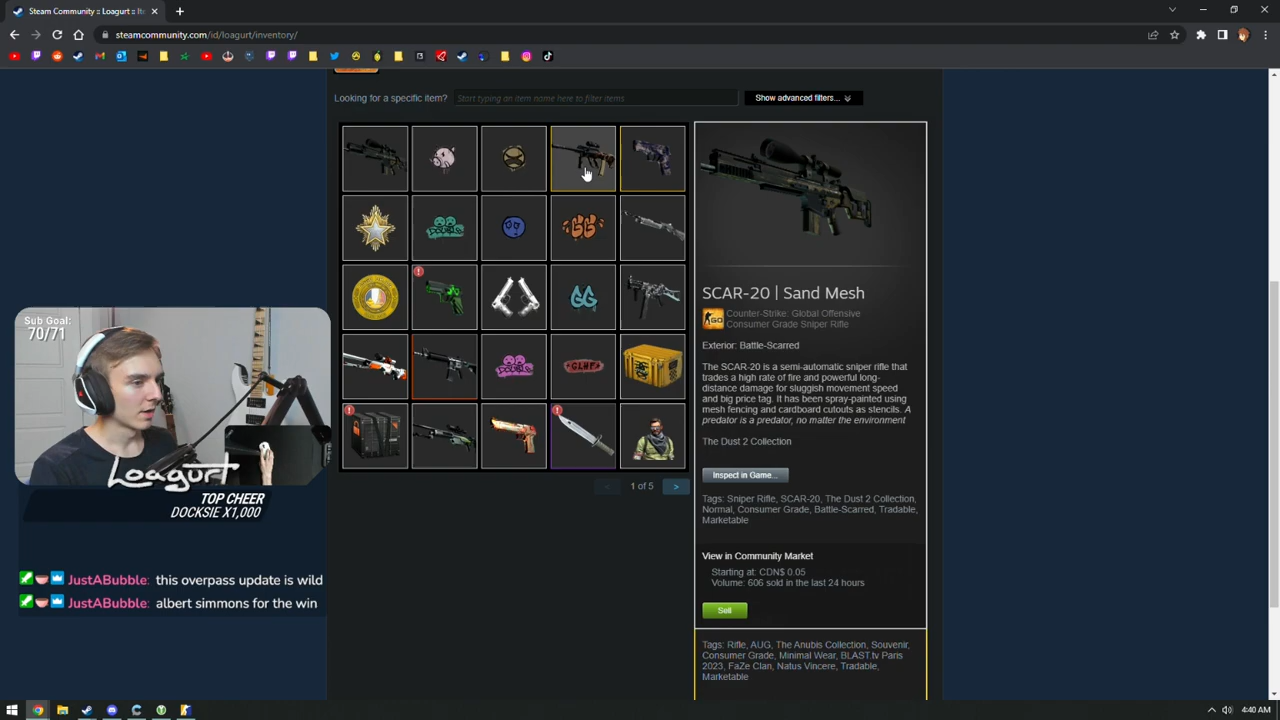 Steam Community :: Loagurt :: Ite
steamcommunity.com/id/loagurt/inventory/
Looking for a specific item?
Start typing an item name here to filter items
Show advanced filters...
SCAR-20 | Sand Mesh
Counter-Strike: Global Offensive
Consumer Grade Sniper Rifle
Exterior: Battle-Scarred
The SCAR-20 is a semi-automatic sniper rifle that
trades a high rate of fire and powerful long-
distance damage for sluggish movement speed
and big price tag. It has been spray-painted using
mesh fencing and cardboard cutouts as stencils. A
predator is a predator, no matter the environment
The Dust 2 Collection
Inspect in Game...
Tags: Sniper Rifle, SCAR-20, The Dust 2 Collection,
Normal, Consumer Grade, Battle-Scarred, Tradable,
Marketable
View in Community Market
Starting at: CDN$ 0.05
Volume: 606 sold in the last 24 hours
Sell
Tags: Rifle, AUG, The Anubis Collection, Souvenir,
Consumer Grade, Minimal Wear, BLAST.tv Paris
2023, FaZe Clan, Natus Vincere, Tradable,
Marketable
< 1 of 5 >
Sub Goal:
70/71
Loagurt
TOP CHEER
DOCKSIE X1,000
JustABubble: this overpass update is wild
JustABubble: albert simmons for the win
4:40 AM